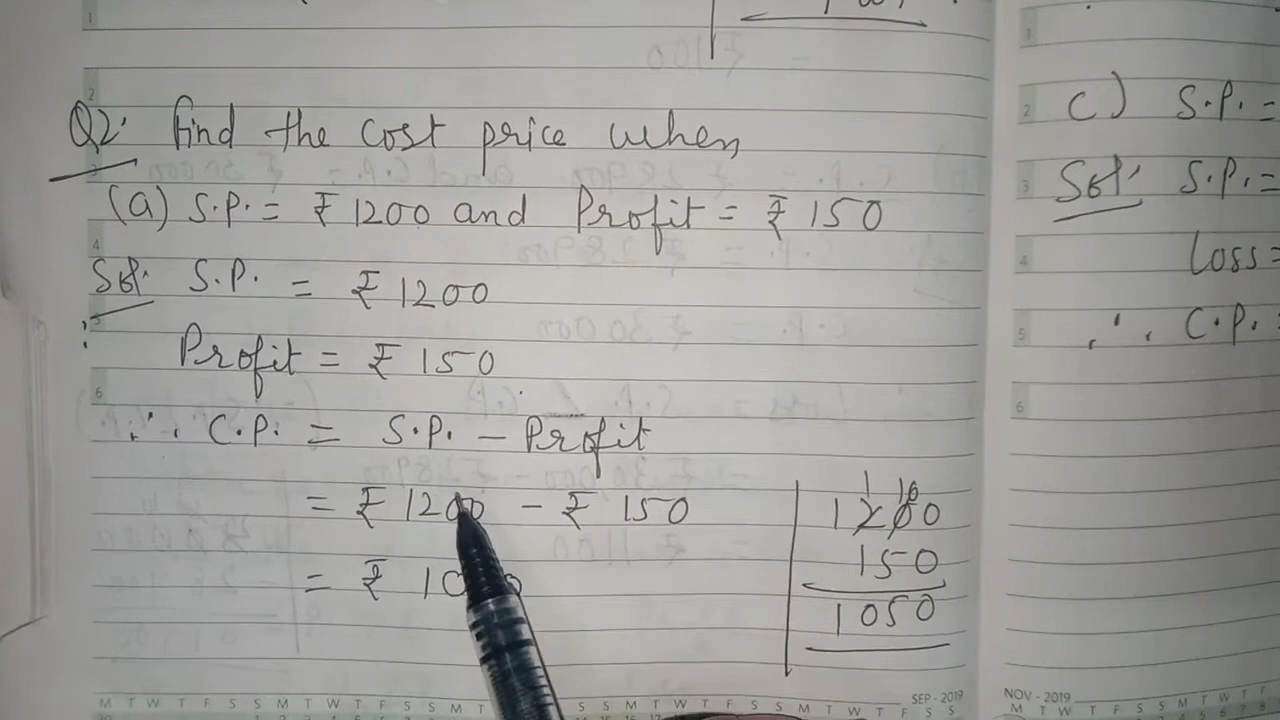 Q2. Find the cost price when
(a) S.P. = ₹ 1200 and Profit = ₹ 150
Sol. S.P. = ₹ 1200
Profit = ₹ 150
∴ C.P. = S.P. - Profit
= ₹ 1200 - ₹ 150
= ₹
1 10
1200
150
1050
c) S.P. =
Sol. S.P. =
Loss =
∴ C.P. =
SEP - 2019
NOV - 2019
M T W T F S S M T W T F S S M T